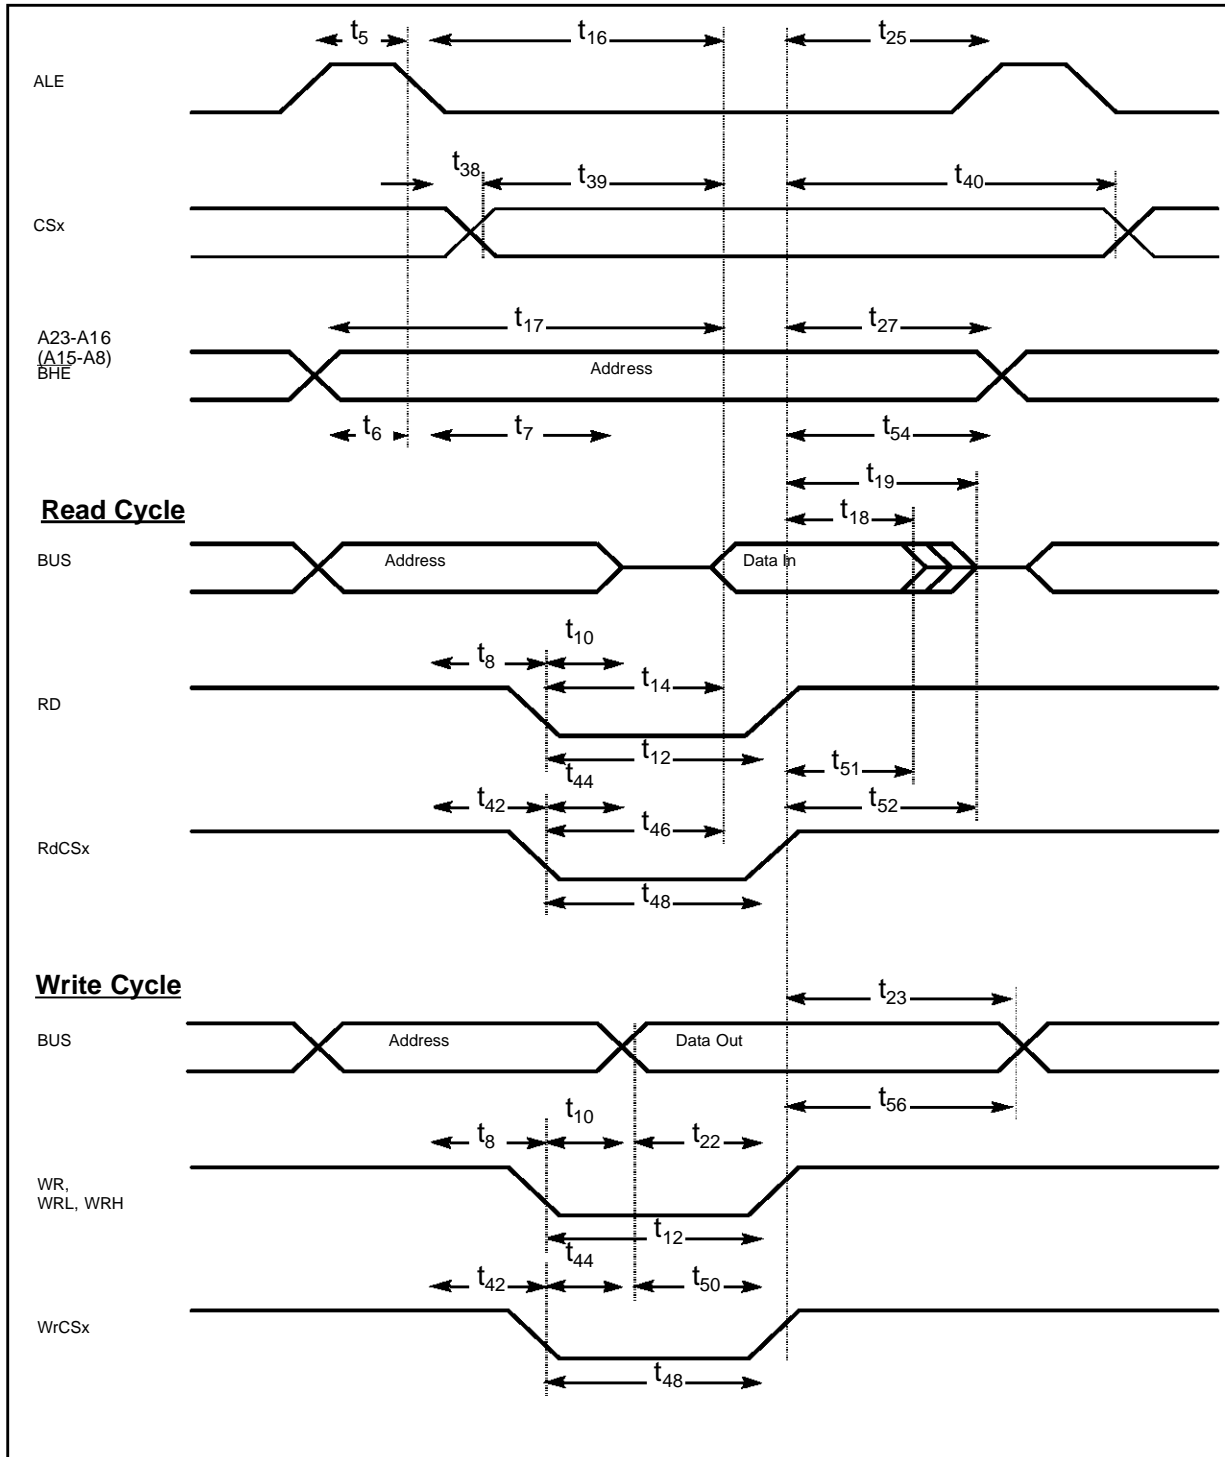 t5 t16 t25
ALE
t38 t39 t40
CSx
t17 t27
A23-A16
(A15-A8)
BHE
Address
t6 t7 t54
t19
Read Cycle
t18
BUS
Address
Data In
t10
t8
t14
RD
t12
t51
t44
t42
t52
t46
RdCSx
t48
Write Cycle
t23
BUS
Address
Data Out
t56
t10
t8
t22
WR,
WRL, WRH
t12
t44
t42
t50
WrCSx
t48